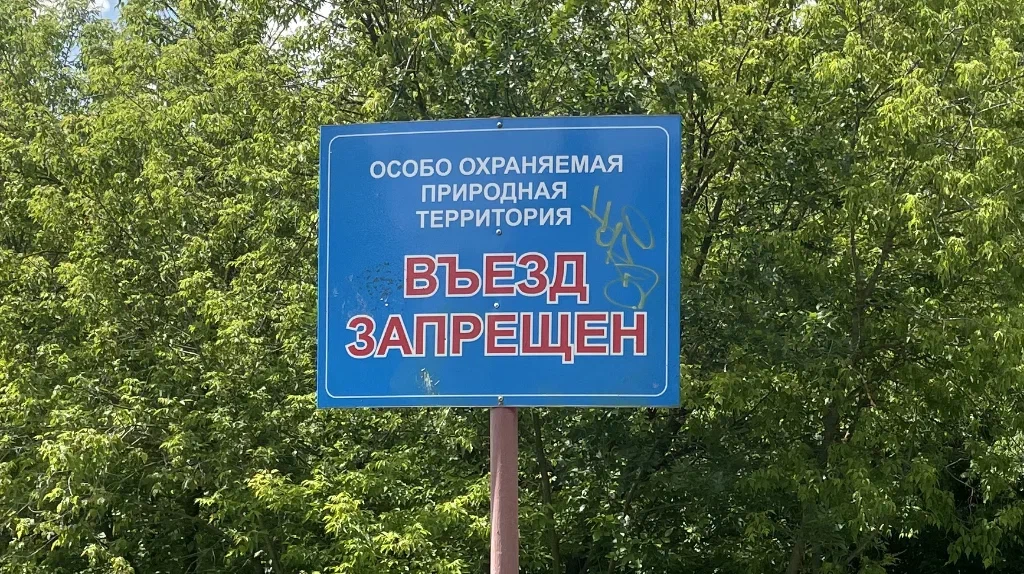 ОСОБО ОХРАНЯЕМАЯ
ПРИРОДНАЯ
ТЕРРИТОРИЯ
ВЪЕЗД
ЗАПРЕЩЕН